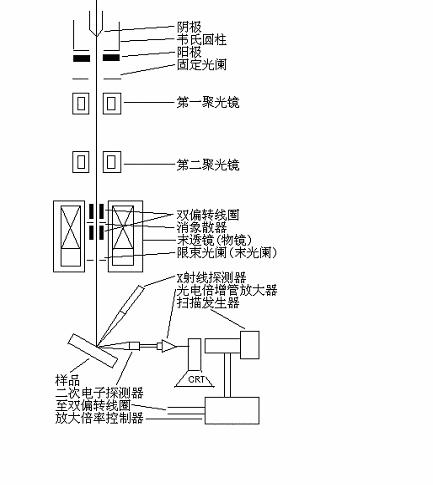 阴极
韦氏圆柱
阳极
固定光阑
第一聚光镜
第二聚光镜
双偏转线圈
消象散器
末透镜(物镜)
限束光阑(末光阑)
X射线探测器
光电倍增管放大器
扫描发生器
CRT
样品
二次电子探测器
至双偏转线圈
放大倍率控制器